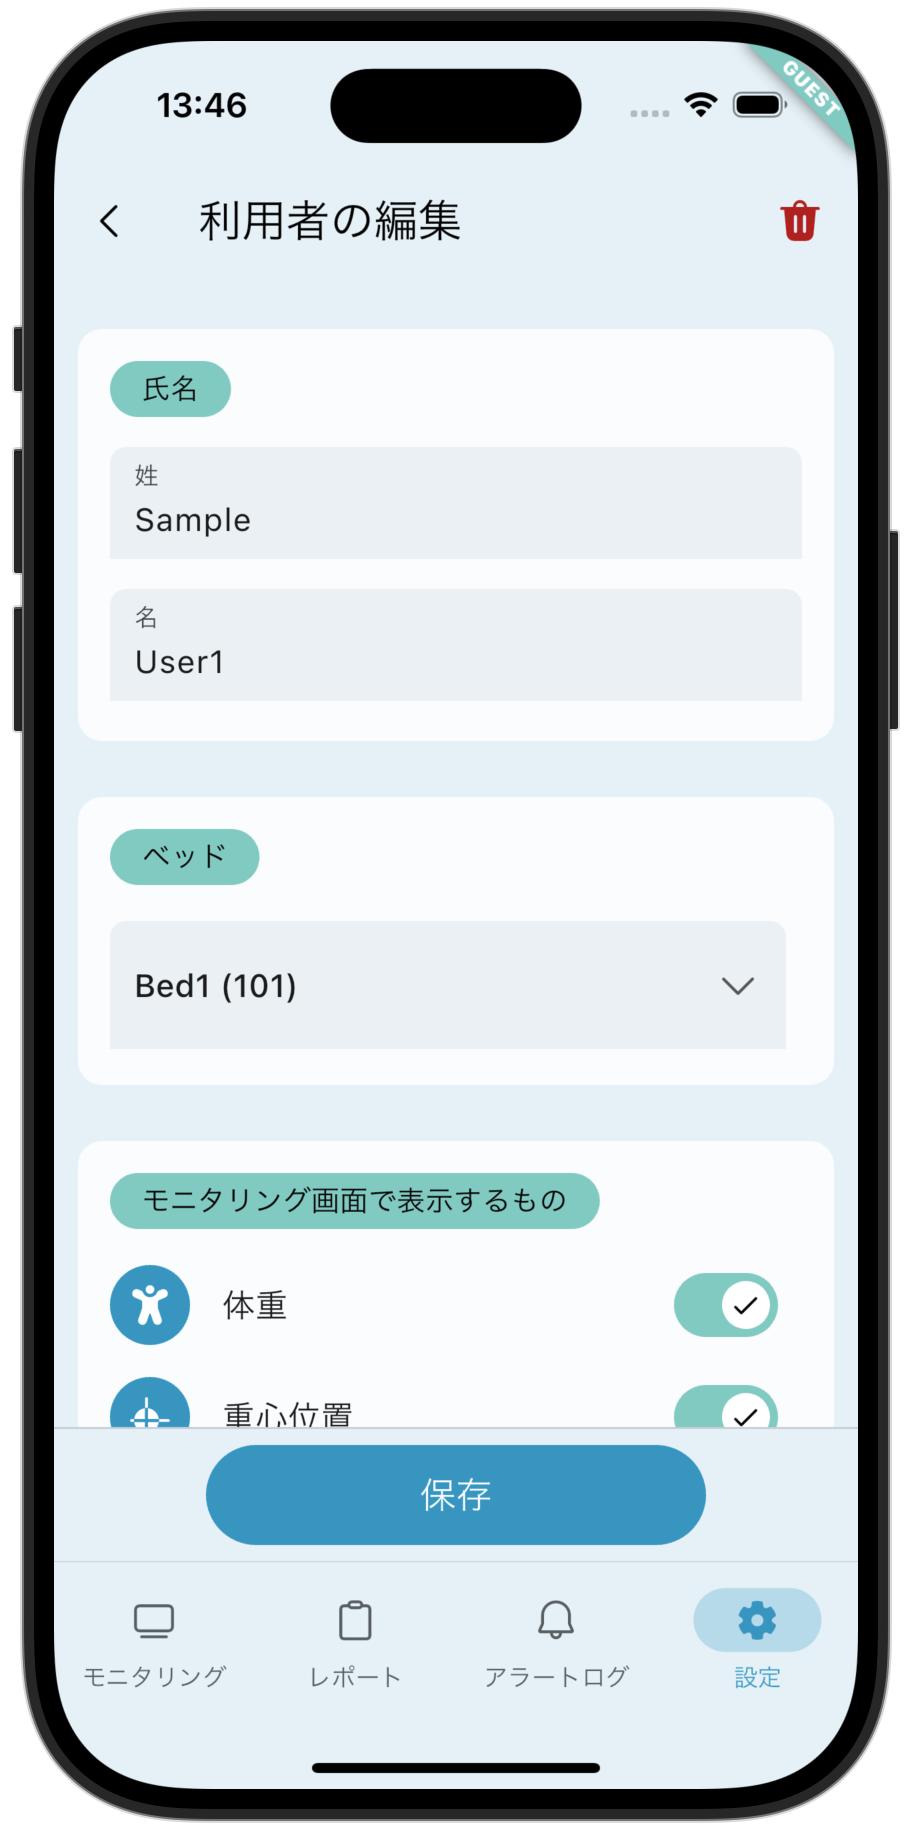 13:46
GUEST
利用者の編集
氏名
姓
Sample
名
User1
ベッド
Bed1 (101)
モニタリング画面で表示するもの
体重
重心位置
保存
モニタリング
レポート
アラートログ
設定